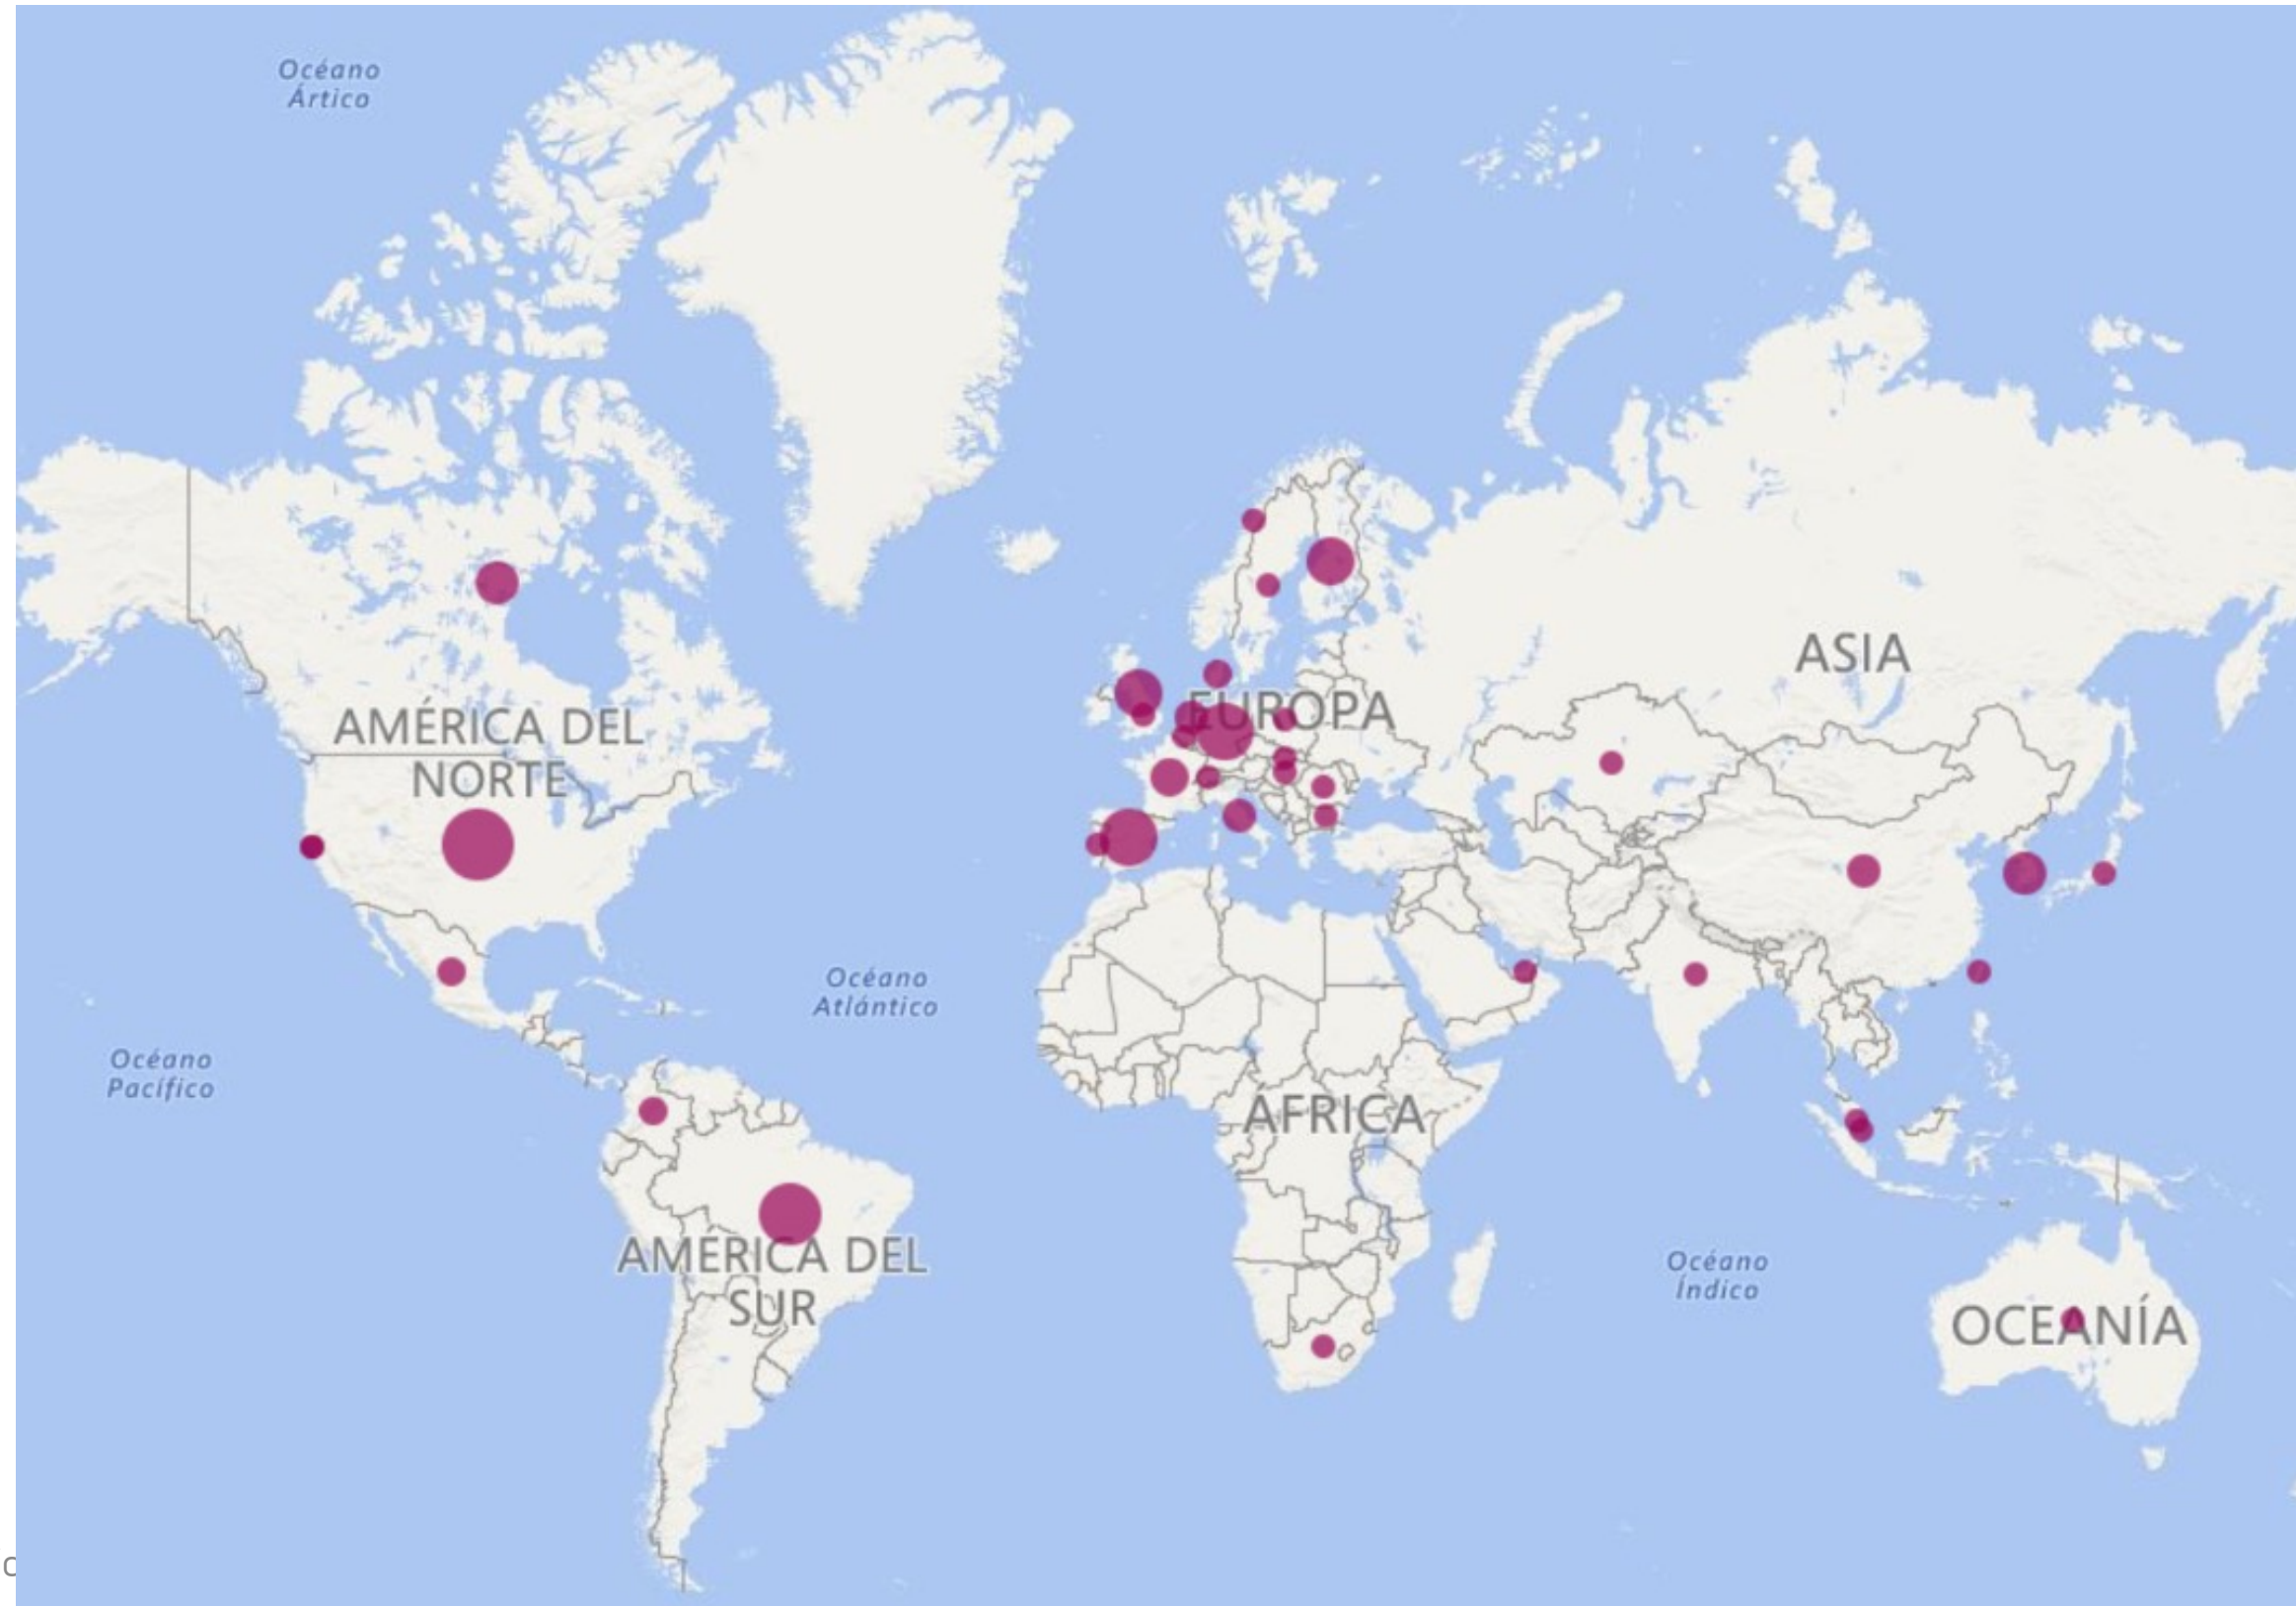 Océano
Ártico
ASIA
EUROPA
AMÉRICA DEL
NORTE
Océano
Atlántico
Océano
Pacífico
ÁFRICA
AMÉRICA DEL
SUR
Océano
Índico
OCEANÍA